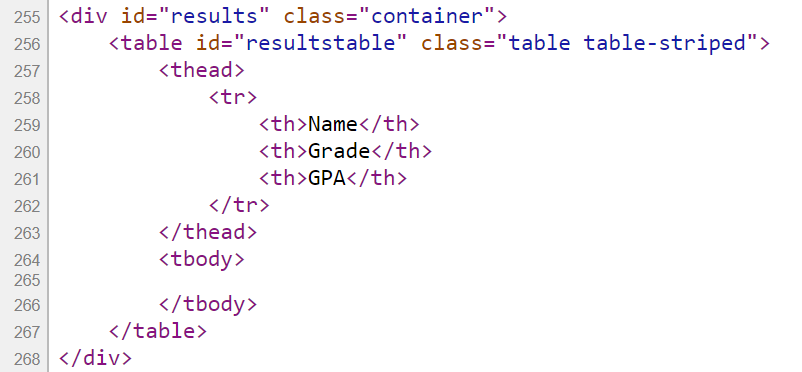 255 <div id="results" class="container">
256     <table id="resultstable" class="table table-striped">
257         <thead>
258             <tr>
259                 <th>Name</th>
260                 <th>Grade</th>
261                 <th>GPA</th>
262             </tr>
263         </thead>
264         <tbody>
265
266         </tbody>
267     </table>
268 </div>